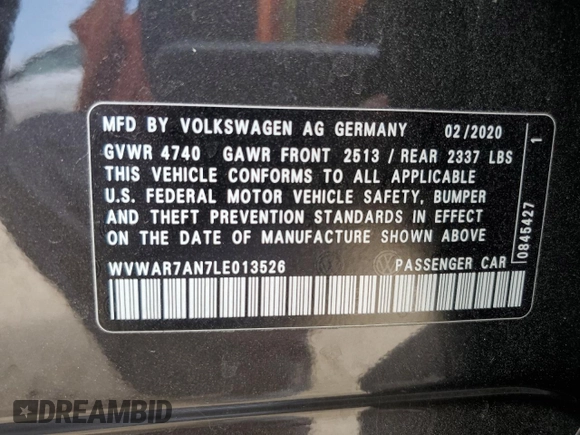 MFD BY VOLKSWAGEN AG GERMANY 02/2020
GVWR 4740 GAWR FRONT 2513 / REAR 2337 LBS
THIS VEHICLE CONFORMS TO ALL APPLICABLE
U.S. FEDERAL MOTOR VEHICLE SAFETY, BUMPER
AND THEFT PREVENTION STANDARDS IN EFFECT
ON THE DATE OF MANUFACTURE SHOWN ABOVE
WVWAR7AN7LE013526 PASSENGER CAR
0845427 1
DREAMBID